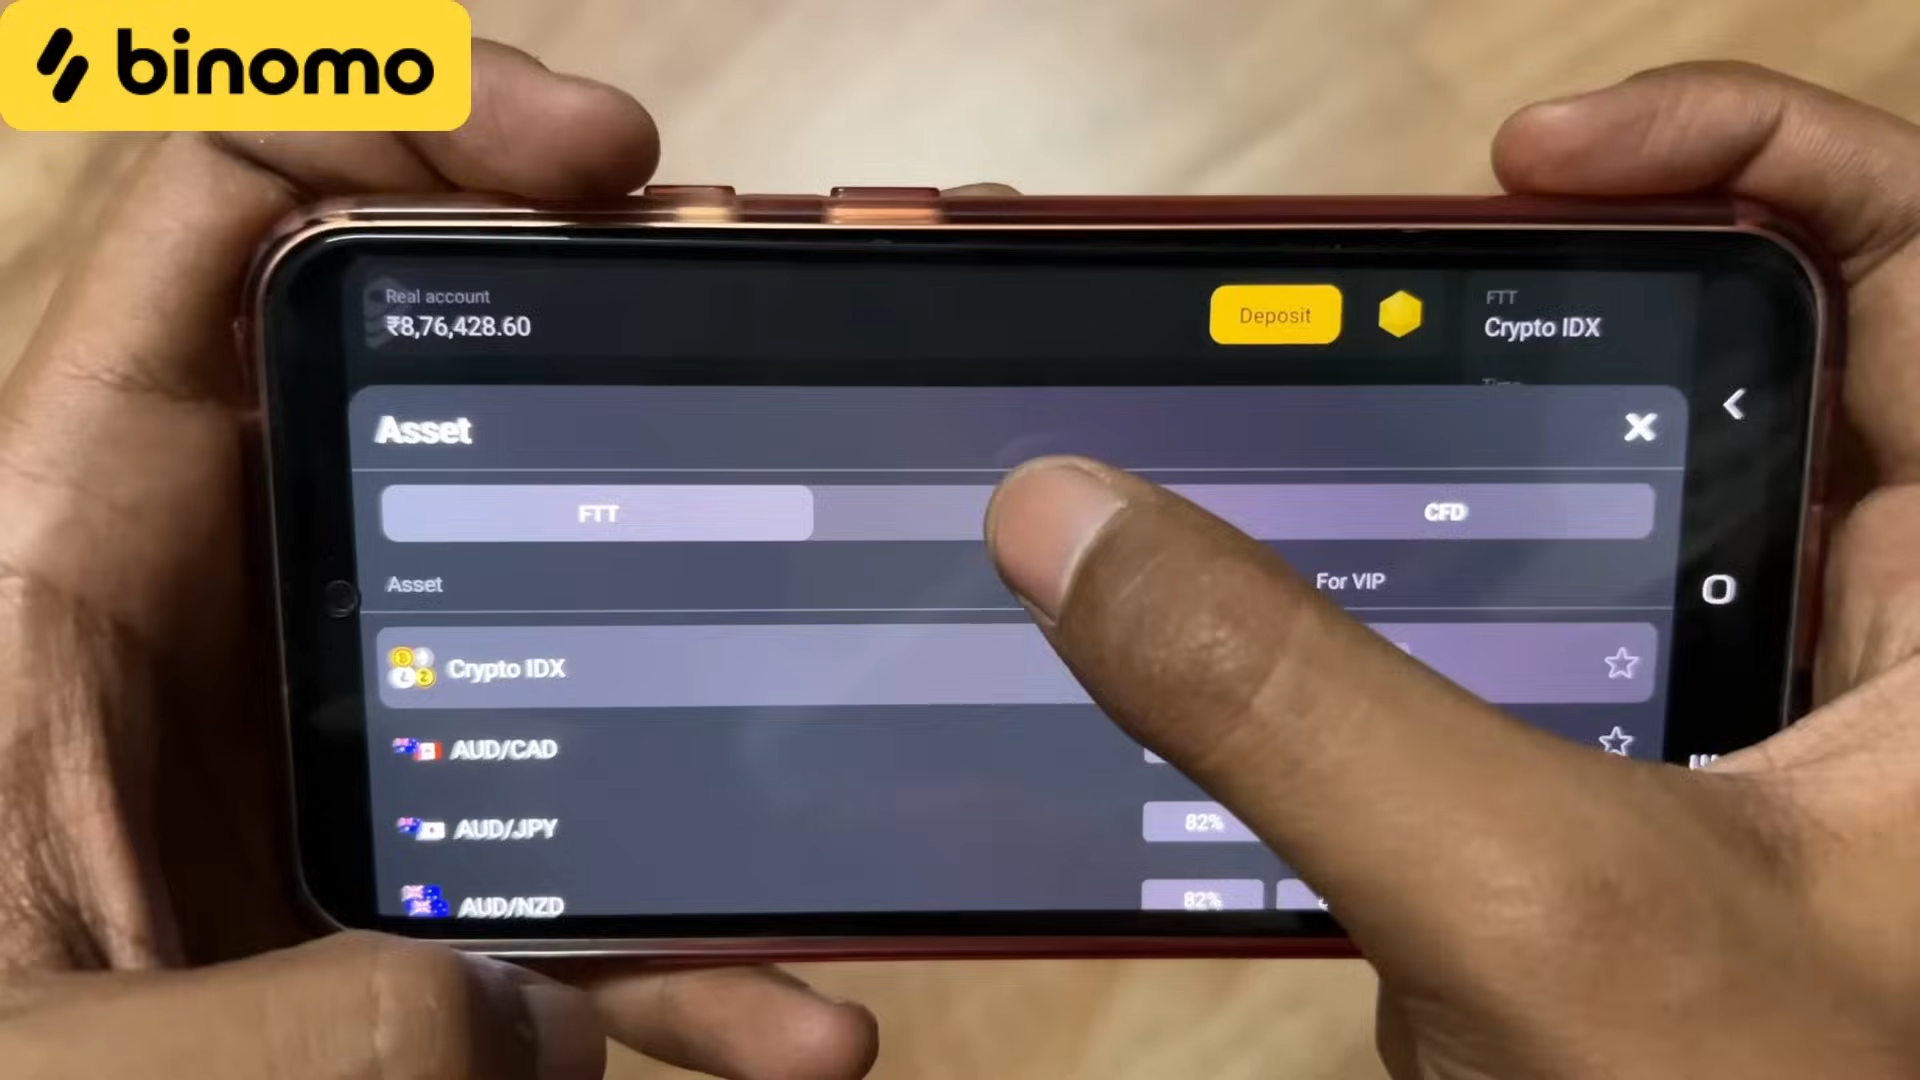 binomo
Real account
₹8,76,428.60
Deposit
FTT
Crypto IDX
Time
Asset
FTT
CFD
Asset
For VIP
Crypto IDX
AUD/CAD
AUD/JPY
82%
AUD/NZD
82%